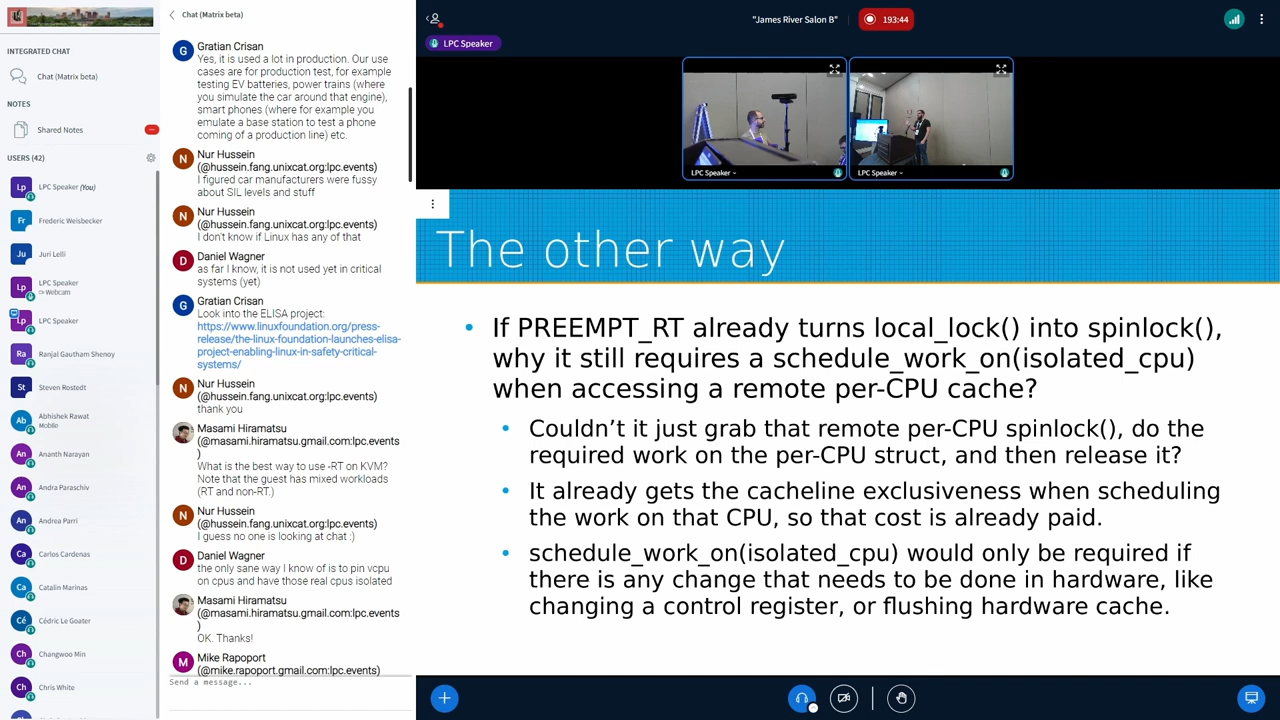 INTEGRATED CHAT
Chat (Matrix beta)
NOTES
Shared Notes
USERS (42)
Lp
LPC Speaker (You)
Fr
Frederic Weisbecker
Ju
Juri Lelli
Lp
LPC Speaker
Webcam
Lp
LPC Speaker
Ra
Ranjal Gautham Shenoy
St
Steven Rostedt
Ab
Abhishek Rawat
Mobile
An
Ananth Narayan
An
Andra Paraschiv
An
Andrea Parri
Ca
Carlos Cardenas
Ca
Catalin Marinas
Cé
Cédric Le Goater
Ch
Changwoo Min
Ch
Chris White
Chat (Matrix beta)
G
Gratian Crisan
Yes, it is used a lot in production. Our use
cases are for production test, for example
testing EV batteries, power trains (where
you simulate the car around that engine),
smart phones (where for example you
emulate a base station to test a phone
coming of a production line) etc.
N
Nur Hussein
(@hussein.fang.unixcat.org:lpc.events)
I figured car manufacturers were fussy
about SIL levels and stuff
N
Nur Hussein
(@hussein.fang.unixcat.org:lpc.events)
I don't know if Linux has any of that
D
Daniel Wagner
as far I know, it is not used yet in critical
systems (yet)
G
Gratian Crisan
Look into the ELISA project:
https://www.linuxfoundation.org/press-
release/the-linux-foundation-launches-elisa-
project-enabling-linux-in-safety-critical-
systems/
N
Nur Hussein
(@hussein.fang.unixcat.org:lpc.events)
thank you
Masami Hiramatsu
(@masami.hiramatsu.gmail.com:lpc.events
)
What is the best way to use -RT on KVM?
Note that the guest has mixed workloads
(RT and non-RT.)
N
Nur Hussein
(@hussein.fang.unixcat.org:lpc.events)
I guess no one is looking at chat :)
D
Daniel Wagner
the only sane way I know of is to pin vcpu
on cpus and have those real cpus isolated
Masami Hiramatsu
(@masami.hiramatsu.gmail.com:lpc.events
)
OK. Thanks!
M
Mike Rapoport
(@mike.rapoport.gmail.com:lpc.events)
Send a message...
"James River Salon B"
193:44
LPC Speaker
LPC Speaker
LPC Speaker
The other way
• If PREEMPT_RT already turns local_lock() into spinlock(),
why it still requires a schedule_work_on(isolated_cpu)
when accessing a remote per-CPU cache?
• Couldn't it just grab that remote per-CPU spinlock(), do the
required work on the per-CPU struct, and then release it?
• It already gets the cacheline exclusiveness when scheduling
the work on that CPU, so that cost is already paid.
• schedule_work_on(isolated_cpu) would only be required if
there is any change that needs to be done in hardware, like
changing a control register, or flushing hardware cache.